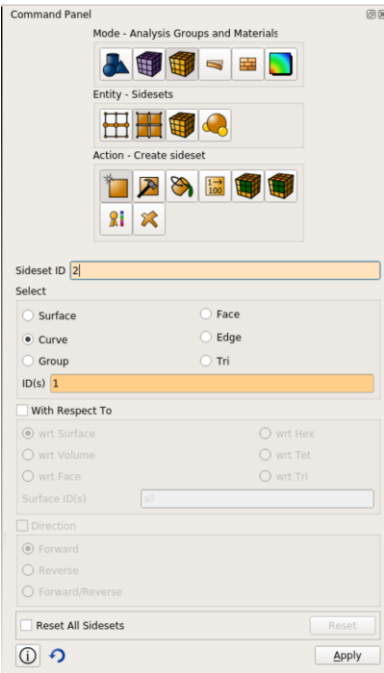 Command Panel
Mode - Analysis Groups and Materials
Entity - Sidesets
Action - Create sideset
1→
100
Sideset ID 2
Select
Surface Face
Curve Edge
Group Tri
ID(s) 1
With Respect To
wrt Surface wrt Hex
wrt Volume wrt Tet
wrt Face wrt Tri
Surface ID(s) all
Direction
Forward
Reverse
Forward/Reverse
Reset All Sidesets Reset
Apply